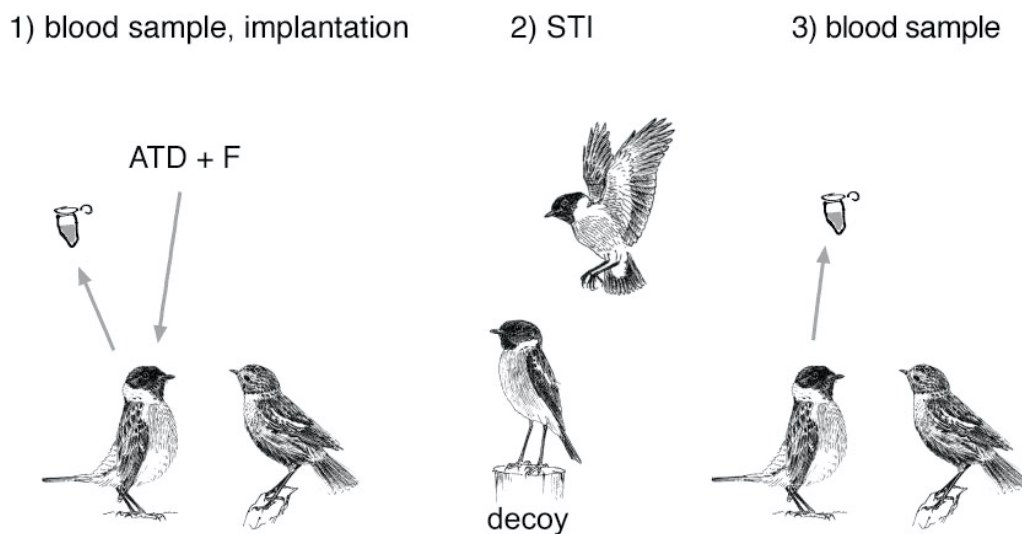 1) blood sample, implantation
2) STI
3) blood sample
ATD + F
decoy